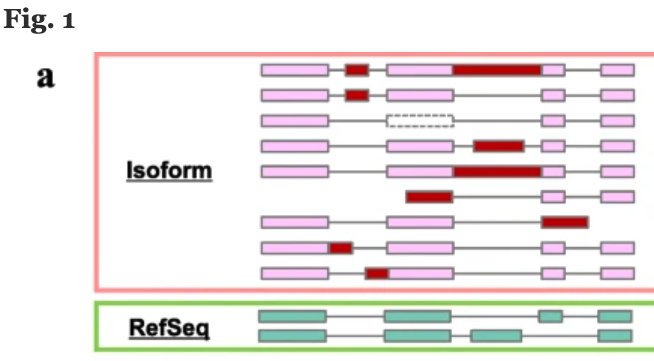 Fig. 1
a
Isoform
RefSeq